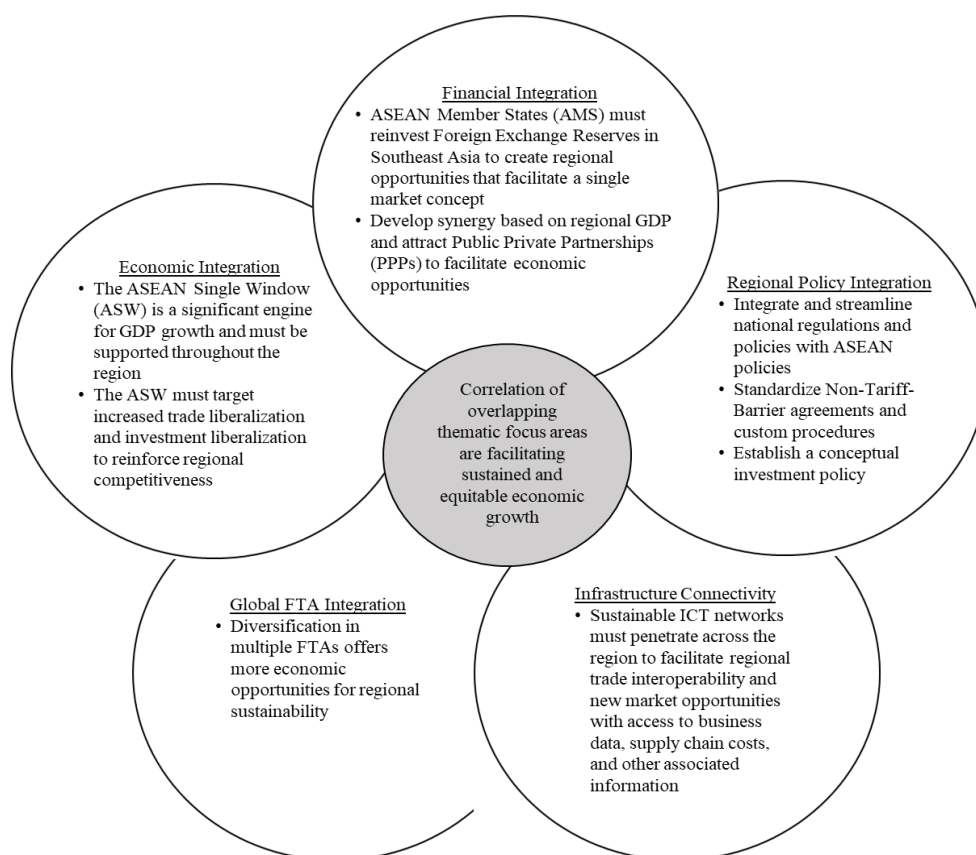 Financial Integration
• ASEAN Member States (AMS) must
reinvest Foreign Exchange Reserves in
Southeast Asia to create regional
opportunities that facilitate a single
market concept
• Develop synergy based on regional GDP
and attract Public Private Partnerships
(PPPs) to facilitate economic
opportunities
Economic Integration
• The ASEAN Single Window
(ASW) is a significant engine
for GDP growth and must be
supported throughout the
region
• The ASW must target
increased trade liberalization
and investment liberalization
to reinforce regional
competitiveness
Regional Policy Integration
• Integrate and streamline
national regulations and
policies with ASEAN
policies
• Standardize Non-Tariff-
Barrier agreements and
custom procedures
• Establish a conceptual
investment policy
Correlation of
overlapping
thematic focus areas
are facilitating
sustained and
equitable economic
growth
Global FTA Integration
• Diversification in
multiple FTAs offers
more economic
opportunities for regional
sustainability
Infrastructure Connectivity
• Sustainable ICT networks
must penetrate across the
region to facilitate regional
trade interoperability and
new market opportunities
with access to business
data, supply chain costs,
and other associated
information